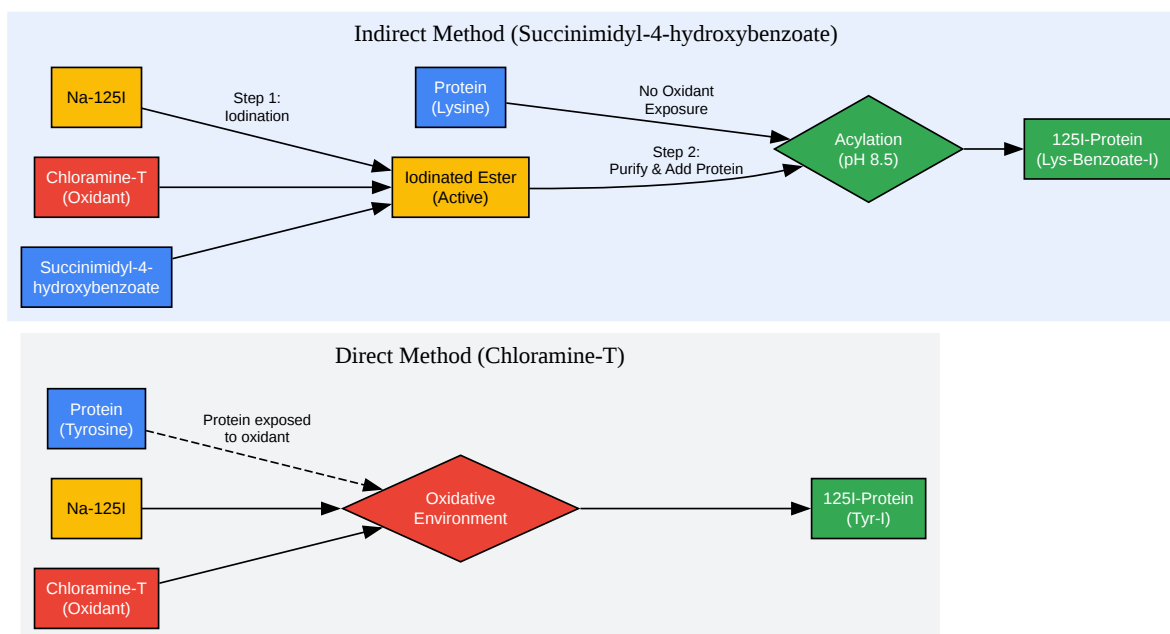 Indirect Method (Succinimidyl-4-hydroxybenzoate)
Na-125I
Step 1:
Iodination
Protein
(Lysine)
No Oxidant
Exposure
Acylation
(pH 8.5)
125I-Protein
(Lys-Benzoate-I)
Chloramine-T
(Oxidant)
Iodinated Ester
(Active)
Step 2:
Purify & Add Protein
Succinimidyl-4-
hydroxybenzoate
Direct Method (Chloramine-T)
Protein
(Tyrosine)
Protein exposed
to oxidant
Na-125I
Oxidative
Environment
125I-Protein
(Tyr-I)
Chloramine-T
(Oxidant)